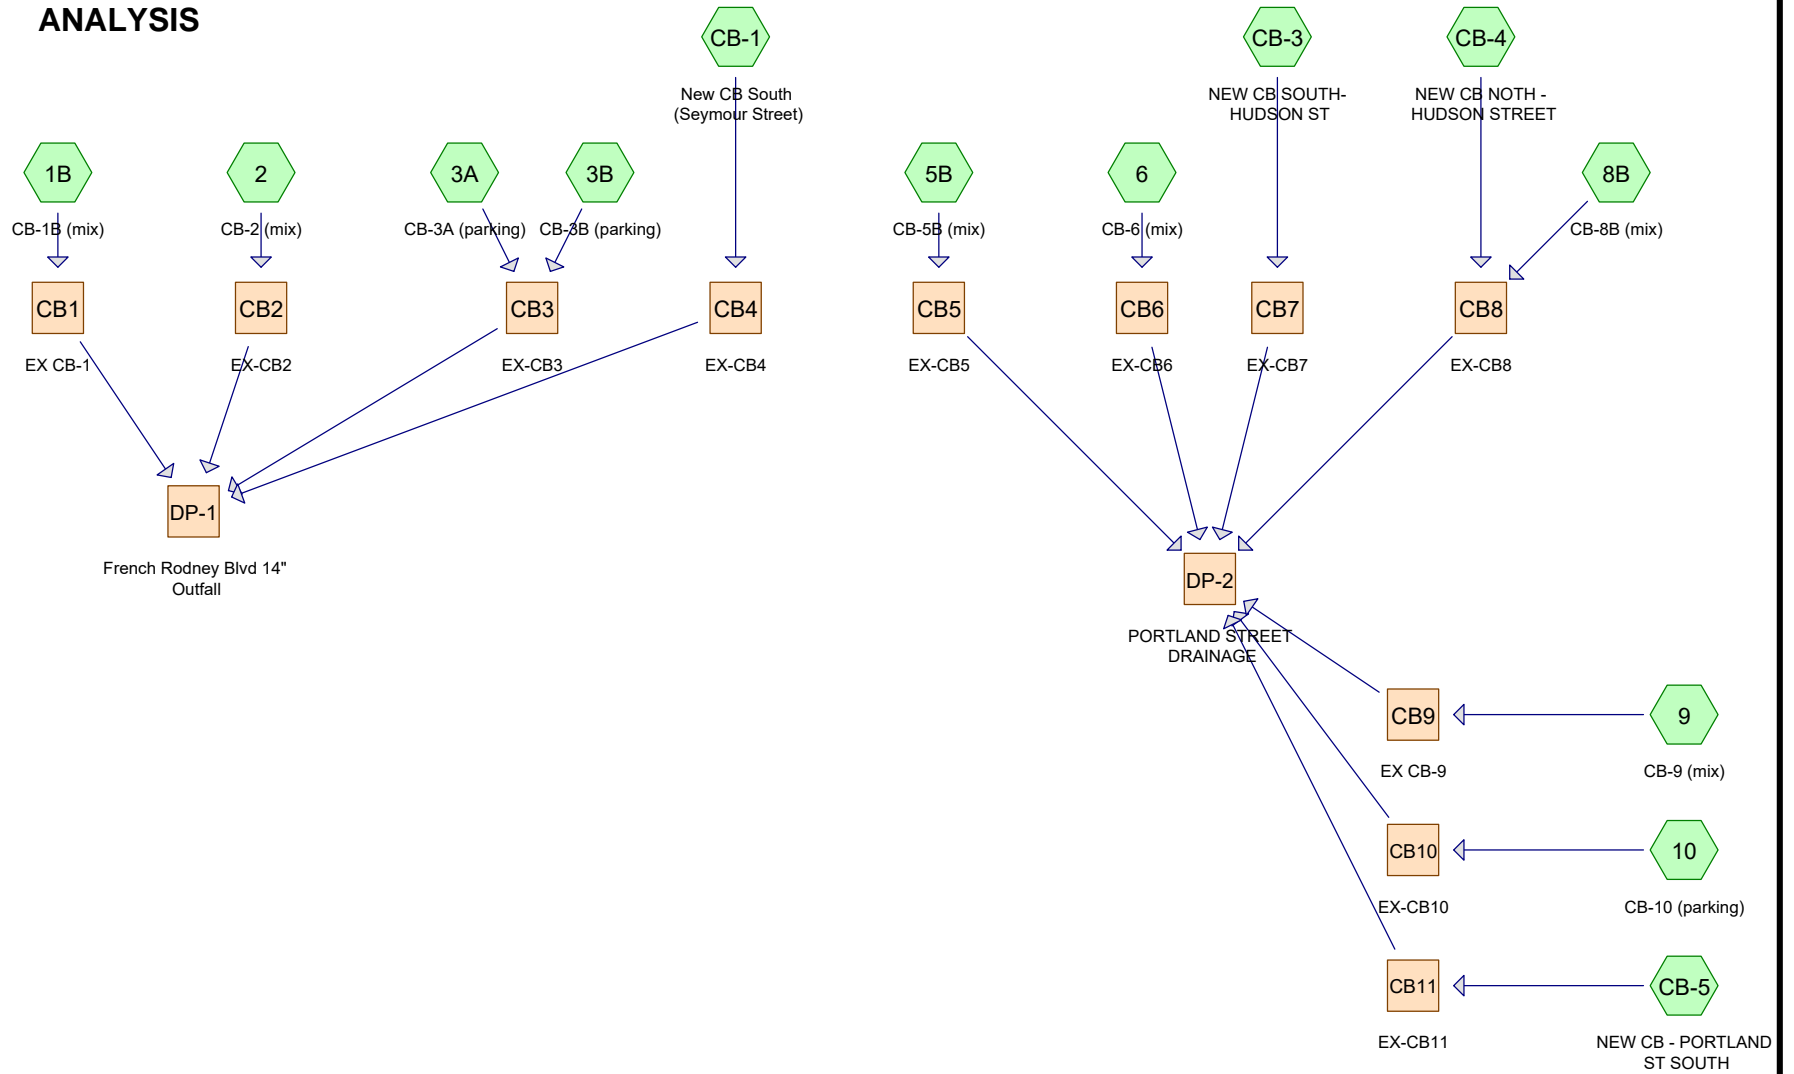 ANALYSIS
CB-1
CB-3
CB-4
New CB South
(Seymour Street)
NEW CB SOUTH-
HUDSON ST
NEW CB NOTH -
HUDSON STREET
1B
2
3A
3B
5B
6
8B
CB-1B (mix)
CB-2 (mix)
CB-3A (parking)
CB-3B (parking)
CB-5B (mix)
CB-6 (mix)
CB-8B (mix)
CB1
CB2
CB3
CB4
CB5
CB6
CB7
CB8
EX CB-1
EX-CB2
EX-CB3
EX-CB4
EX-CB5
EX-CB6
EX-CB7
EX-CB8
DP-1
French Rodney Blvd 14"
Outfall
DP-2
PORTLAND STREET
DRAINAGE
CB9
9
EX CB-9
CB-9 (mix)
CB10
10
EX-CB10
CB-10 (parking)
CB11
CB-5
EX-CB11
NEW CB - PORTLAND
ST SOUTH